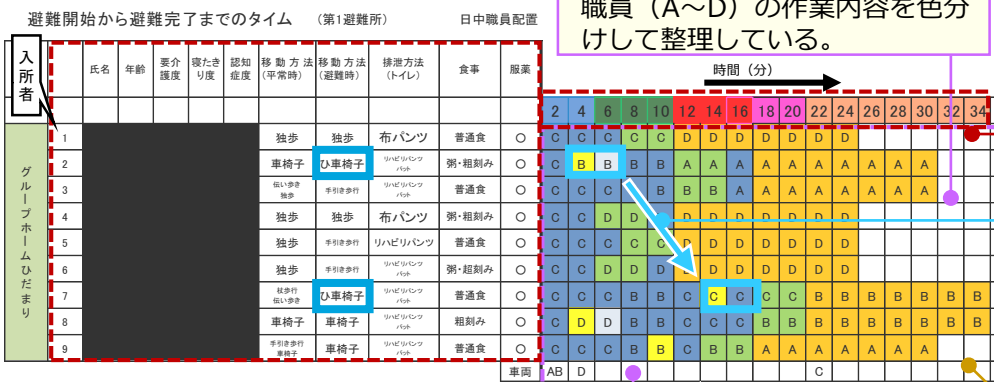 避難開始から避難完了までのタイム （第1避難所） 日中職員配置
職員（A～D）の作業内容を色分
けして整理している。
時間（分）
入所者
氏名 年齢 要介護度 寝たきり度 認知症度 移動方法(平常時) 移動方法(避難時) 排泄方法(トイレ) 食事 服薬
2 4 6 8 10 12 14 16 18 20 22 24 26 28 30 32 34
グループホームひだまり
1 独歩 独歩 布パンツ 普通食 ○ C C C C C D D D D D D D
2 車椅子 ひ車椅子 リハビリパンツ パット 粥・粗刻み ○ C B B B B A A A A A A A A A A
3 伝い歩き 独歩 手引き歩行 リハビリパンツ パット 普通食 ○ C C C B B B A A A A A A A A
4 独歩 独歩 布パンツ 粥・粗刻み ○ C C D D D D D D D D D
5 独歩 手引き歩行 リハビリパンツ 普通食 ○ C C C C C D D D D D D D
6 独歩 手引き歩行 リハビリパンツ パット 粥・超刻み ○ C C D D D D D D D D D D
7 杖歩行 伝い歩き ひ車椅子 リハビリパンツ パット 普通食 ○ C C C B B C C C C C B B B B B B B
8 車椅子 車椅子 リハビリパンツ パット 粗刻み ○ C D D B B C C C B B B B B B B B B
9 手引き歩行 車椅子 車椅子 リハビリパンツ パット 普通食 ○ C C C B B C B B A A A A A A A
車両 AB D C